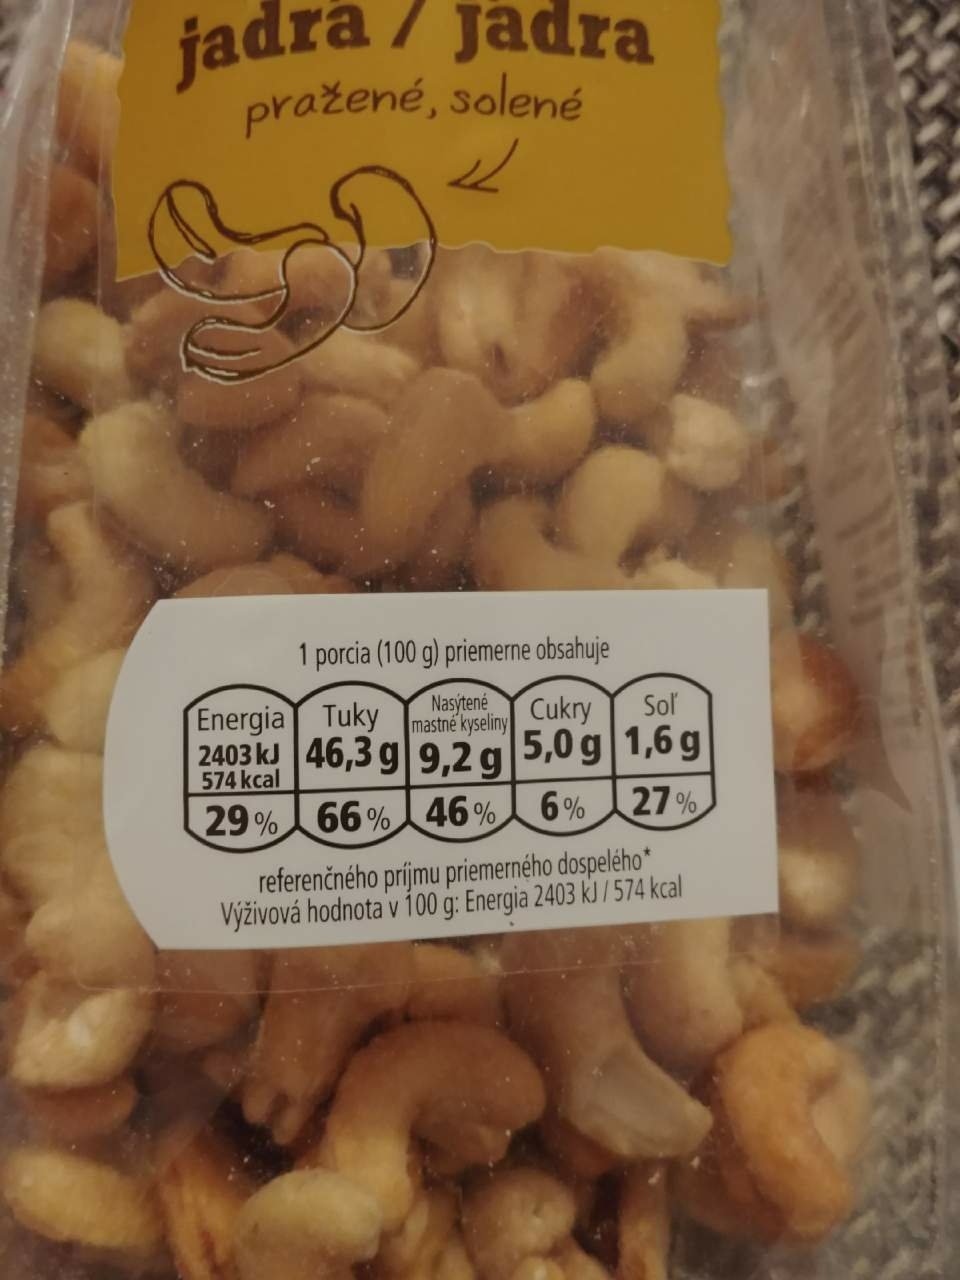 jadrá / jádra
pražené, solené
1 porcia (100 g) priemerne obsahuje
Energia
2403 kJ
574 kcal
29%
Tuky
46,3 g
66%
Nasýtené
mastné kyseliny
9,2 g
46%
Cukry
5,0 g
6%
Soľ
1,6 g
27%
referenčného príjmu priemerného dospelého*
Výživová hodnota v 100 g: Energia 2403 kJ / 574 kcal